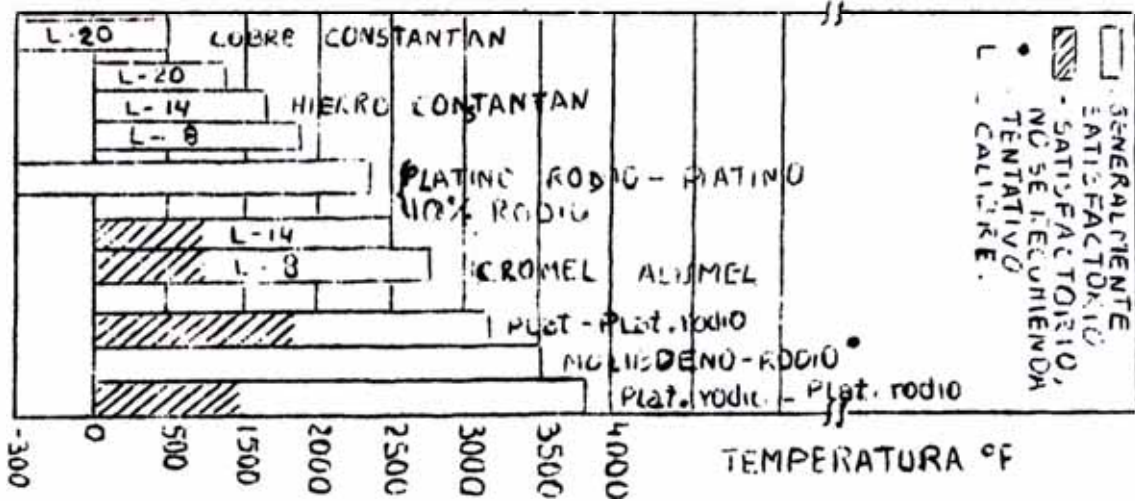 L-20 COBRE CONSTANTAN
L-20
L-14 HIERRO CONSTANTAN
L-8
PLATINO RODIO - PLATINO
10% RODIO
L-14
L-8 CROMEL ALUMEL
Plat-Plat.rodio
MOLIBDENO-RODIO •
Plat.rodio - Plat. rodio
-300 0 500 1500 2000 2500 3000 3500 4000
TEMPERATURA °F
GENERALMENTE
SATISFACTORIO
- SATISFACTORIO,
NO SE RECOMIENDA
• TENTATIVO
L - CALIBRE.